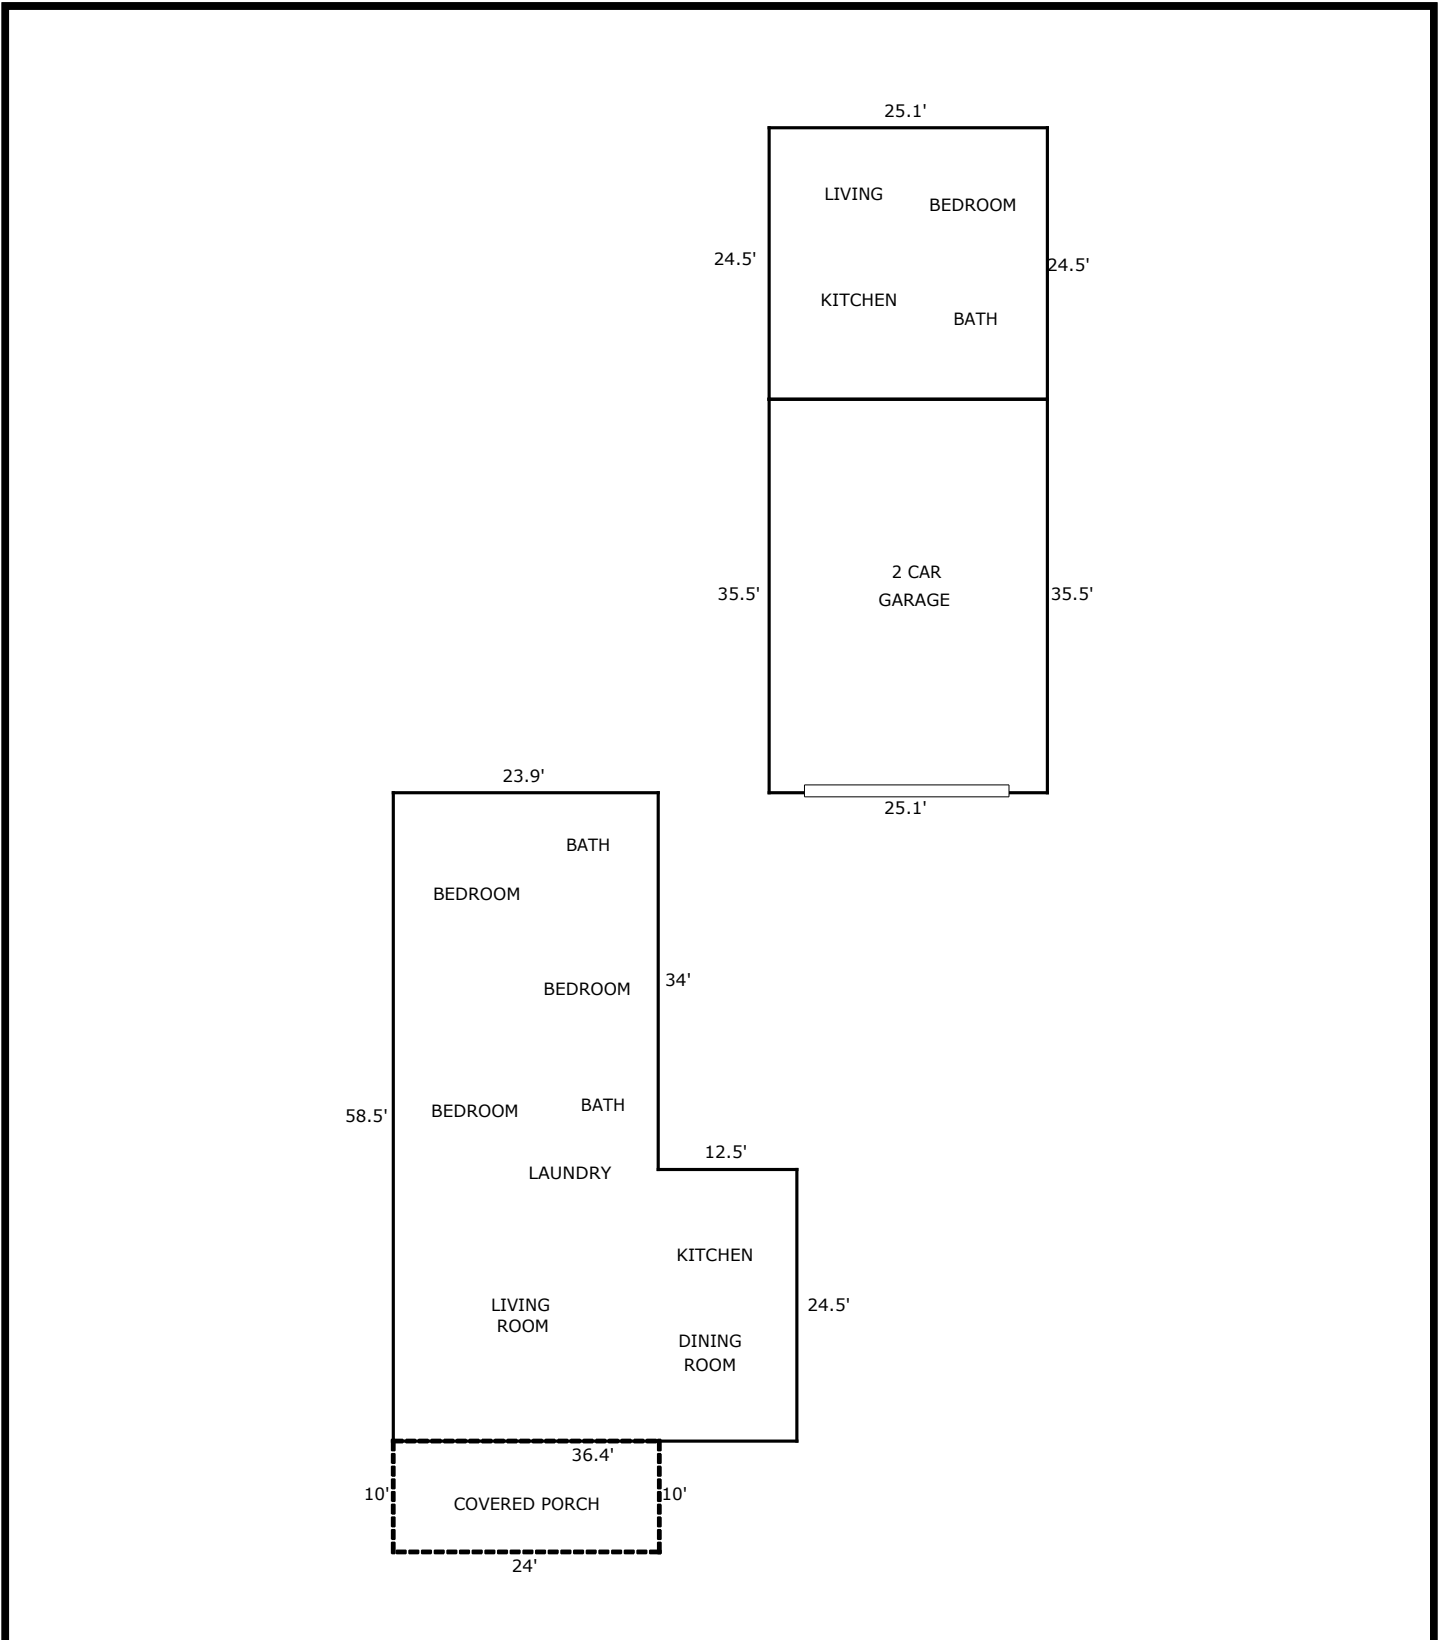 25.1'
LIVING
BEDROOM
24.5'
24.5'
KITCHEN
BATH
2 CAR
GARAGE
35.5'
35.5'
25.1'
23.9'
BATH
BEDROOM
34'
BEDROOM
58.5'
BEDROOM
BATH
12.5'
LAUNDRY
KITCHEN
LIVING
ROOM
24.5'
DINING
ROOM
36.4'
10'
10'
COVERED PORCH
24'